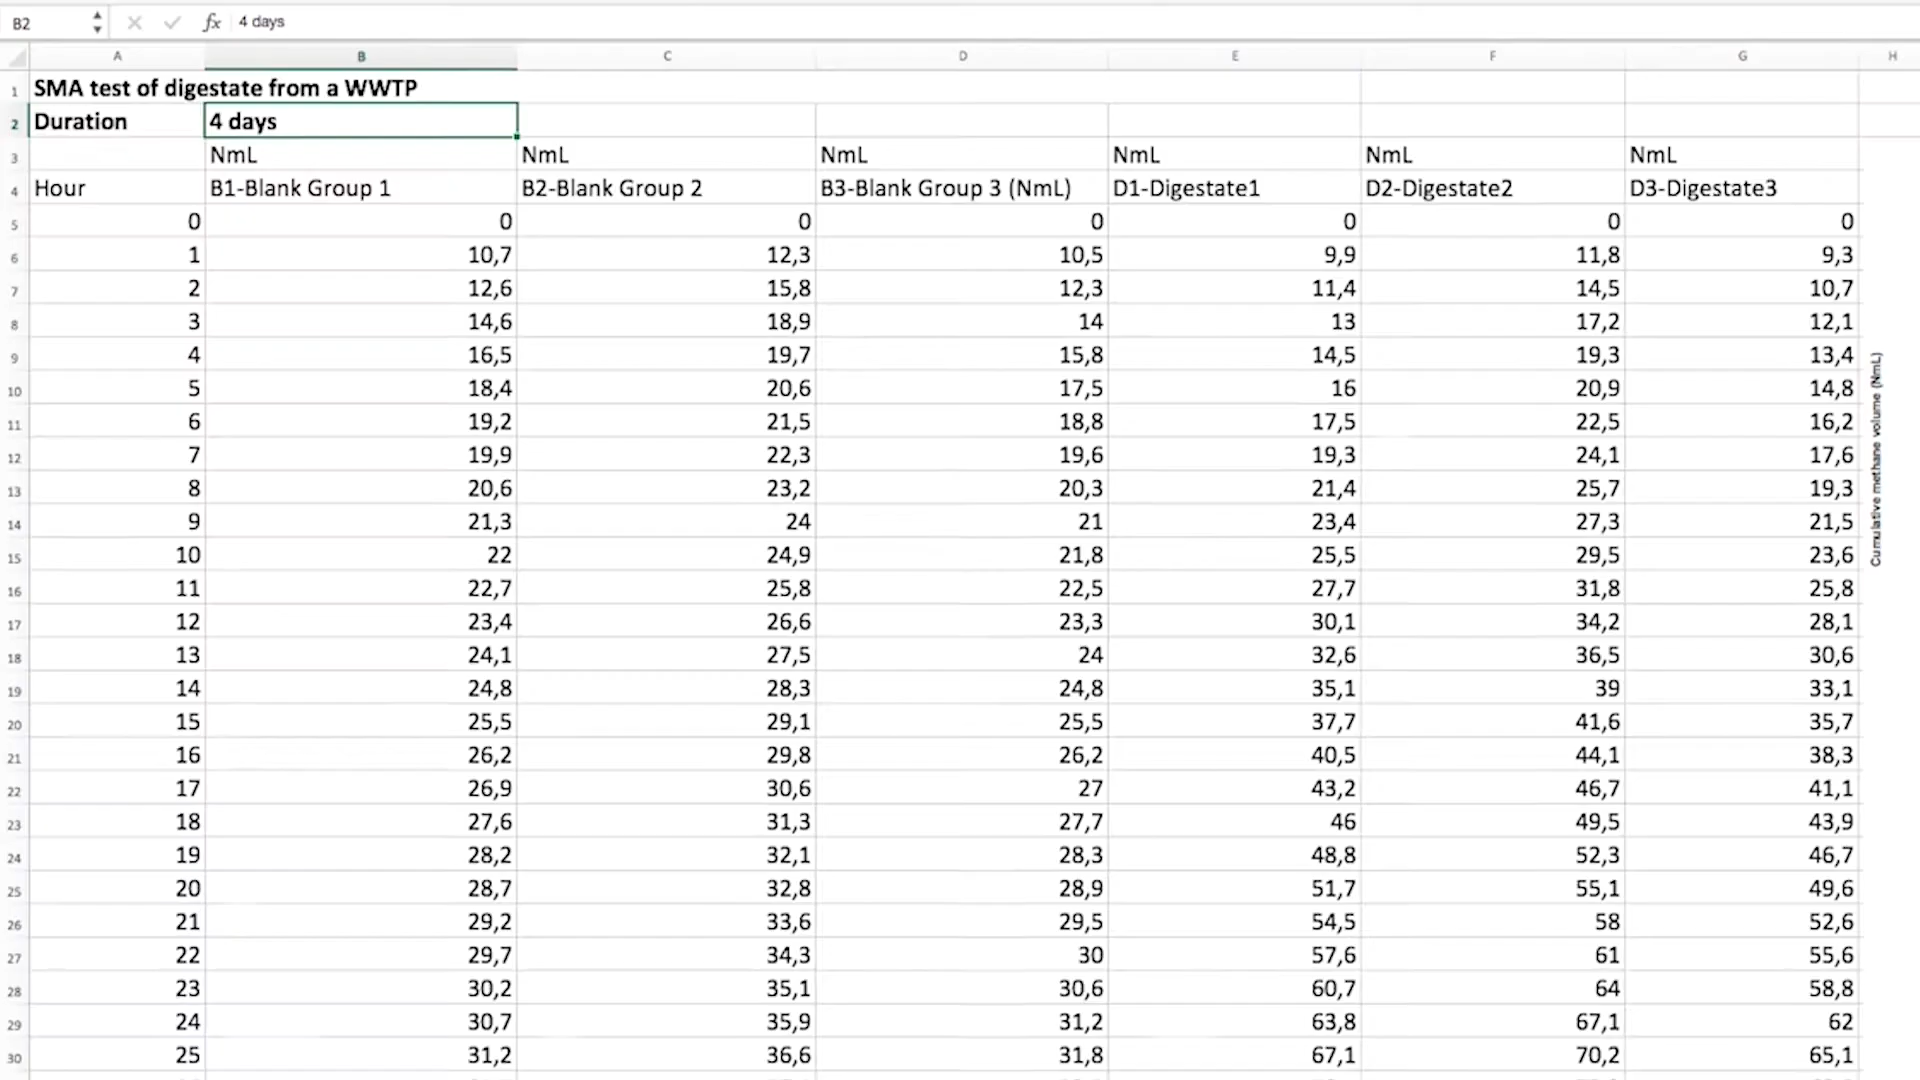 B2 fx 4 days
A B C D E F G H
1 SMA test of digestate from a WWTP
2 Duration 4 days
3 NmL NmL NmL NmL NmL NmL
4 Hour B1-Blank Group 1 B2-Blank Group 2 B3-Blank Group 3 (NmL) D1-Digestate1 D2-Digestate2 D3-Digestate3
5 0 0 0 0 0 0 0
6 1 10,7 12,3 10,5 9,9 11,8 9,3
7 2 12,6 15,8 12,3 11,4 14,5 10,7
8 3 14,6 18,9 14 13 17,2 12,1
9 4 16,5 19,7 15,8 14,5 19,3 13,4
10 5 18,4 20,6 17,5 16 20,9 14,8
11 6 19,2 21,5 18,8 17,5 22,5 16,2
12 7 19,9 22,3 19,6 19,3 24,1 17,6
13 8 20,6 23,2 20,3 21,4 25,7 19,3
14 9 21,3 24 21 23,4 27,3 21,5
15 10 22 24,9 21,8 25,5 29,5 23,6
16 11 22,7 25,8 22,5 27,7 31,8 25,8
17 12 23,4 26,6 23,3 30,1 34,2 28,1
18 13 24,1 27,5 24 32,6 36,5 30,6
19 14 24,8 28,3 24,8 35,1 39 33,1
20 15 25,5 29,1 25,5 37,7 41,6 35,7
21 16 26,2 29,8 26,2 40,5 44,1 38,3
22 17 26,9 30,6 27 43,2 46,7 41,1
23 18 27,6 31,3 27,7 46 49,5 43,9
24 19 28,2 32,1 28,3 48,8 52,3 46,7
25 20 28,7 32,8 28,9 51,7 55,1 49,6
26 21 29,2 33,6 29,5 54,5 58 52,6
27 22 29,7 34,3 30 57,6 61 55,6
28 23 30,2 35,1 30,6 60,7 64 58,8
29 24 30,7 35,9 31,2 63,8 67,1 62
30 25 31,2 36,6 31,8 67,1 70,2 65,1
Cumulative methane volume (NmL)